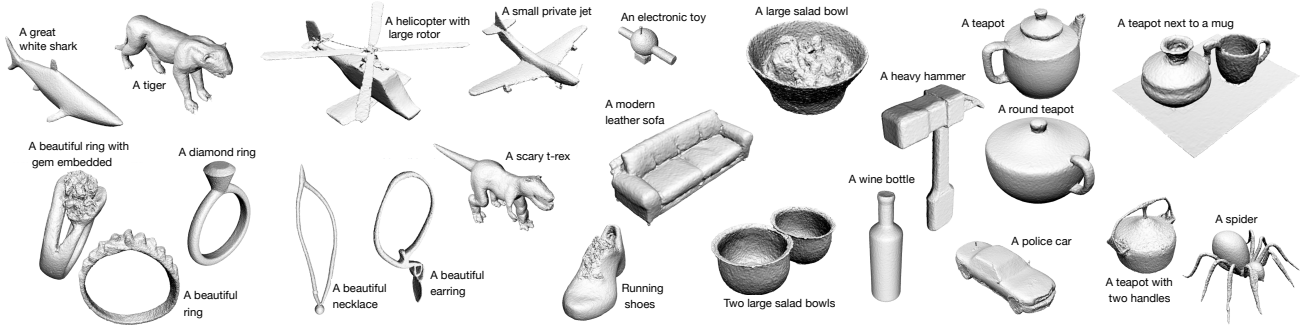 A great
white shark
A tiger
A helicopter with
large rotor
A small private jet
An electronic toy
A large salad bowl
A teapot
A teapot next to a mug
A heavy hammer
A modern
leather sofa
A round teapot
A beautiful ring with
gem embedded
A diamond ring
A scary t-rex
A wine bottle
A beautiful
ring
A beautiful
necklace
A beautiful
earring
Running
shoes
Two large salad bowls
A police car
A teapot with
two handles
A spider